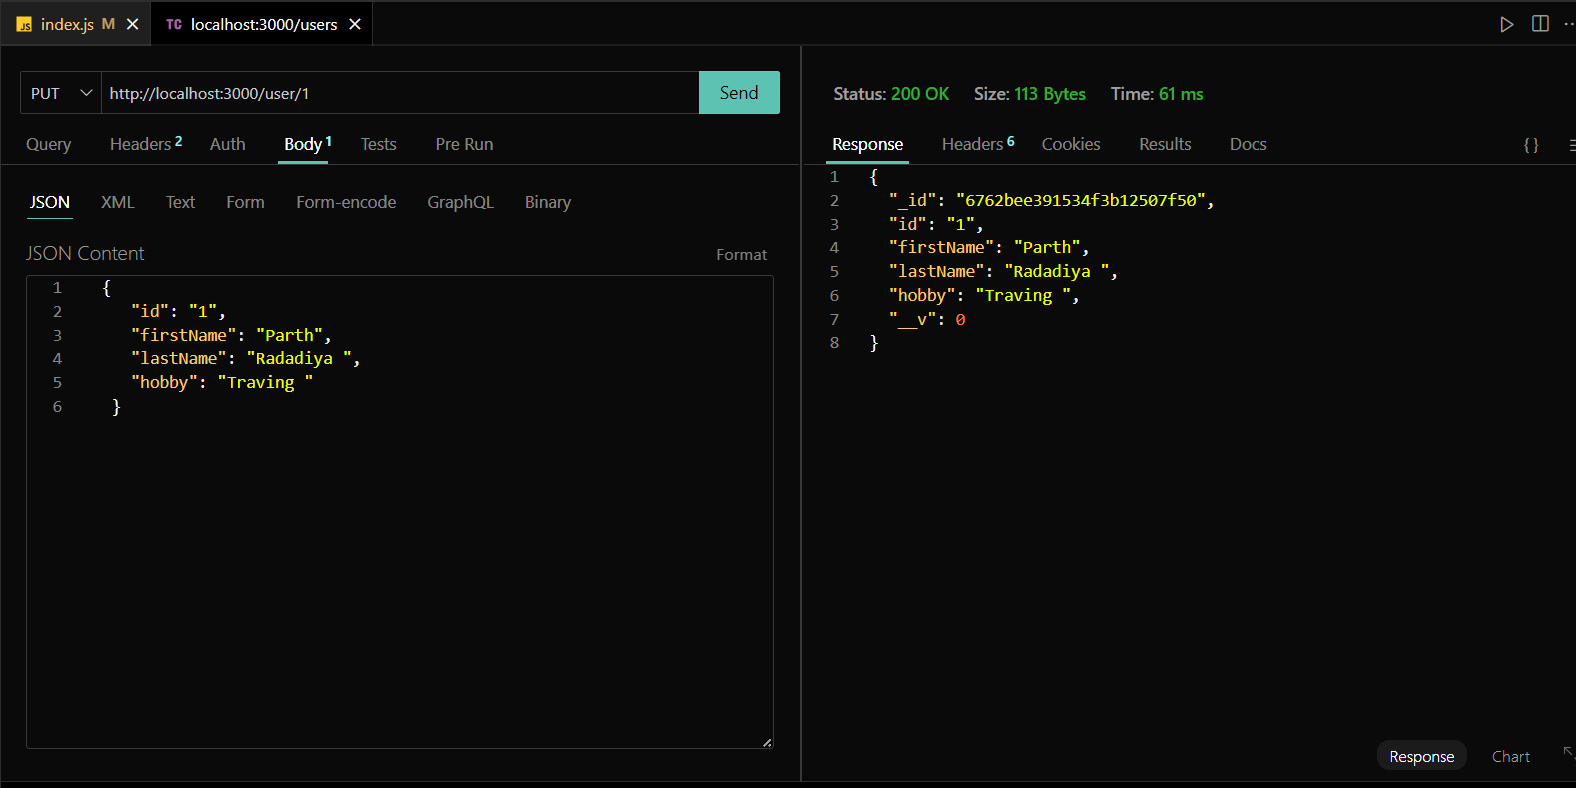 JS index.js M ✕ TC localhost:3000/users ✕
PUT http://localhost:3000/user/1 Send
Query Headers 2 Auth Body 1 Tests Pre Run
JSON XML Text Form Form-encode GraphQL Binary
JSON Content Format
1 {
2 "id": "1",
3 "firstName": "Parth",
4 "lastName": "Radadiya ",
5 "hobby": "Traving "
6 }
Status: 200 OK Size: 113 Bytes Time: 61 ms
Response Headers 6 Cookies Results Docs { }
1 {
2 "_id": "6762bee391534f3b12507f50",
3 "id": "1",
4 "firstName": "Parth",
5 "lastName": "Radadiya ",
6 "hobby": "Traving ",
7 "__v": 0
8 }
Response Chart